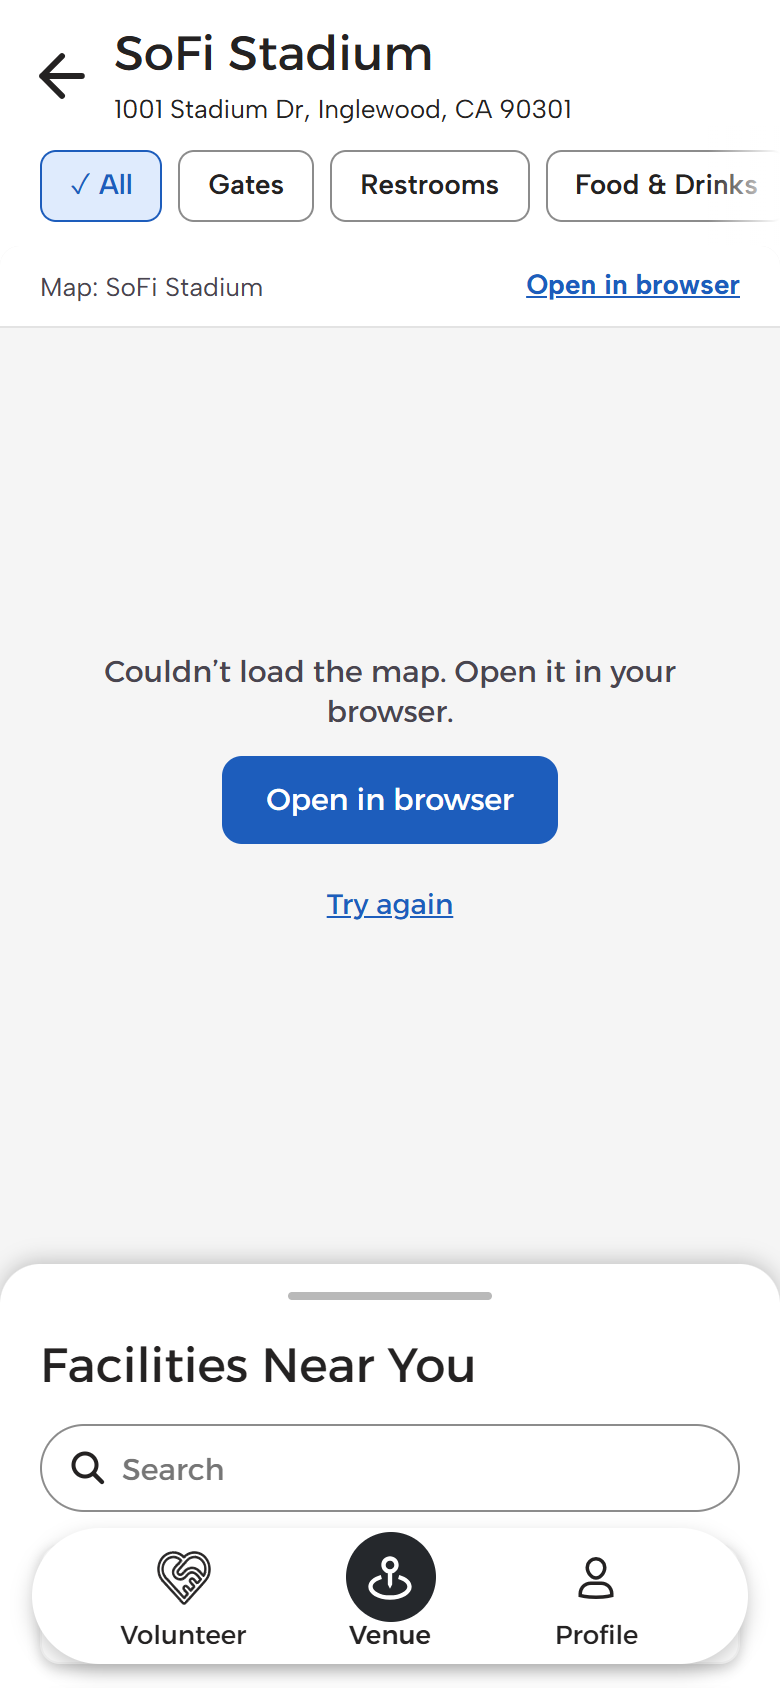 SoFi Stadium
1001 Stadium Dr, Inglewood, CA 90301
✓ All
Gates
Restrooms
Food & Drinks
Map: SoFi Stadium
Open in browser
Couldn’t load the map. Open it in your
browser.
Open in browser
Try again
Facilities Near You
Search
Volunteer
Venue
Profile